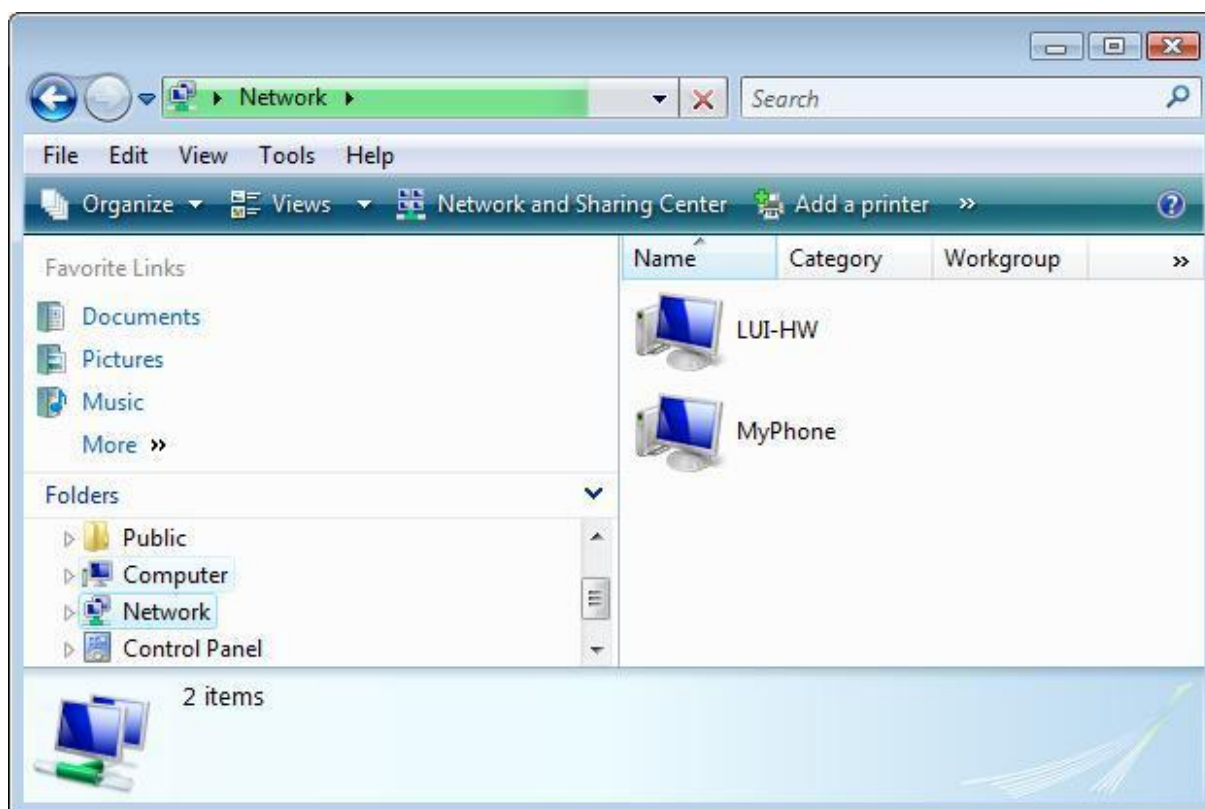 Network
Search
File Edit View Tools Help
Organize Views Network and Sharing Center Add a printer »
Favorite Links
Documents
Pictures
Music
More »
Folders
Public
Computer
Network
Control Panel
Name Category Workgroup »
LUI-HW
MyPhone
2 items